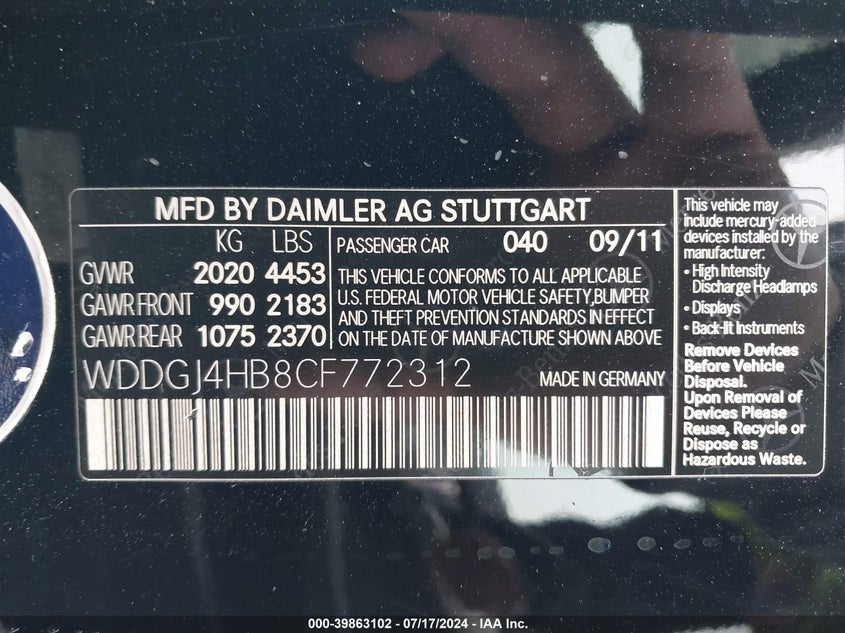 MFD BY DAIMLER AG STUTTGART
KG LBS
GVWR 2020 4453
GAWR FRONT 990 2183
GAWR REAR 1075 2370
PASSENGER CAR 040 09/11
THIS VEHICLE CONFORMS TO ALL APPLICABLE
U.S. FEDERAL MOTOR VEHICLE SAFETY, BUMPER
AND THEFT PREVENTION STANDARDS IN EFFECT
ON THE DATE OF MANUFACTURE SHOWN ABOVE
WDDGJ4HB8CF772312 MADE IN GERMANY
This vehicle may
include mercury-added
devices installed by the
manufacturer:
• High Intensity
Discharge Headlamps
• Displays
• Back-lit Instruments
Remove Devices
Before Vehicle
Disposal.
Upon Removal of
Devices Please
Reuse, Recycle or
Dispose as
Hazardous Waste.
000-39863102 - 07/17/2024 - IAA Inc.